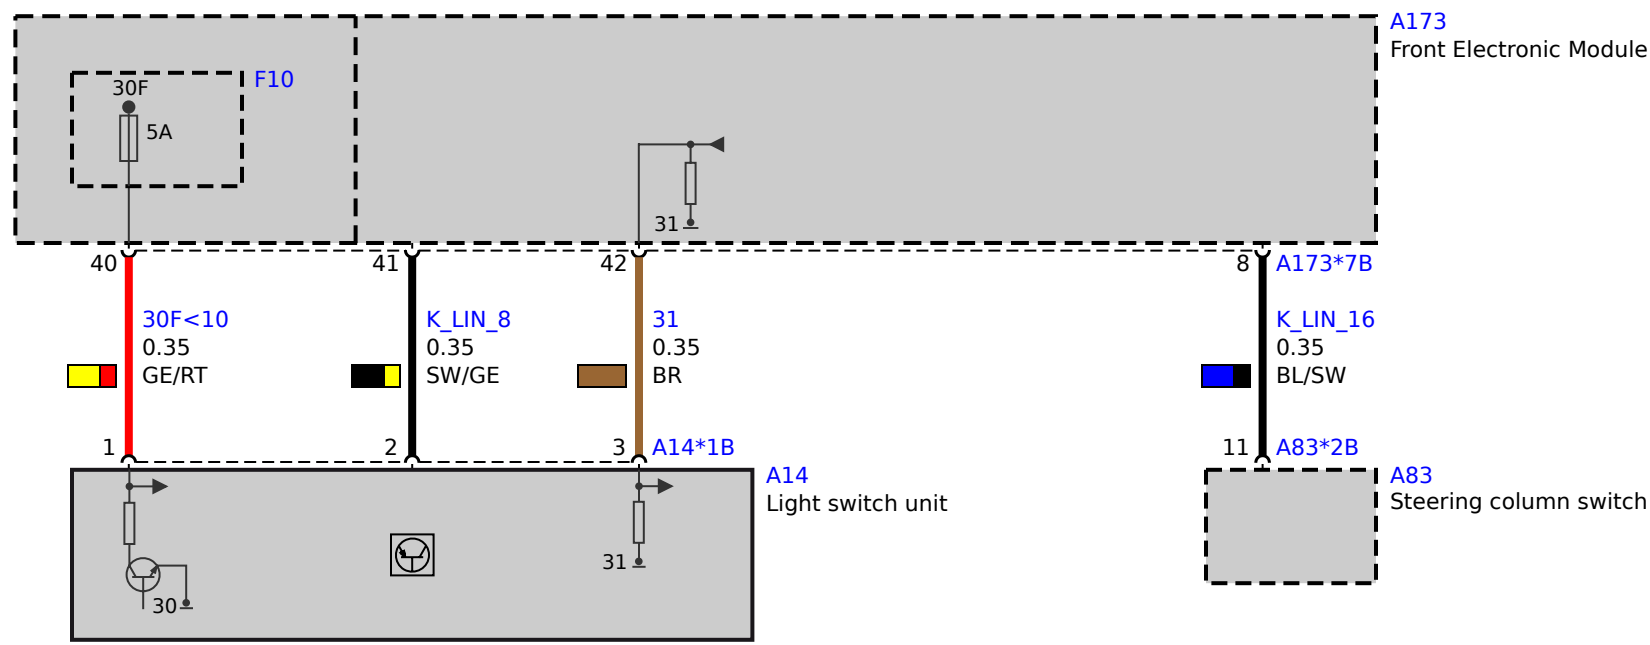 A173
Front Electronic Module
F10
30F
5A
31
40
41
42
8
A173*7B
30F<10
0.35
GE/RT
K_LIN_8
0.35
SW/GE
31
0.35
BR
K_LIN_16
0.35
BL/SW
1
2
3
A14*1B
11
A83*2B
A14
Light switch unit
A83
Steering column switch
31
30